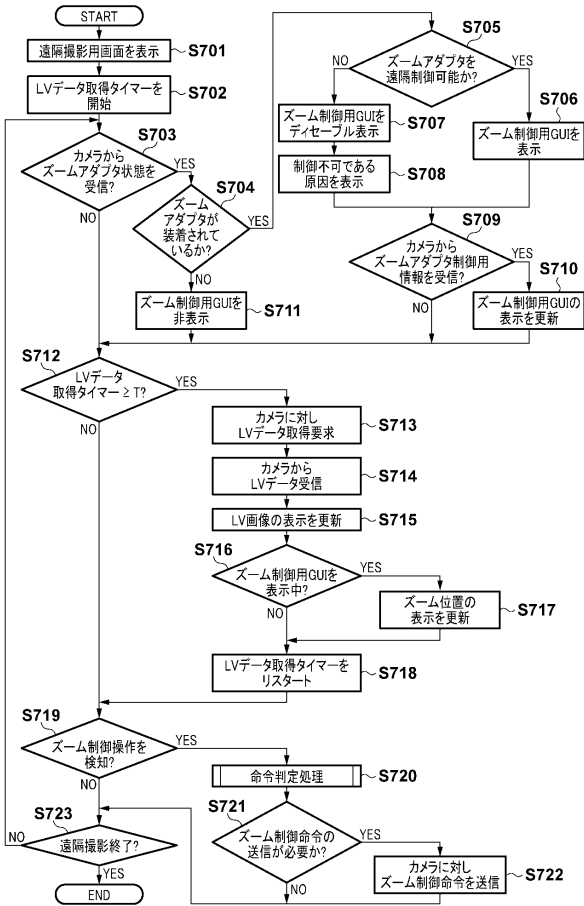 START
遠隔撮影用画面を表示
S701
LVデータ取得タイマーを
開始
S702
カメラから
ズームアダプタ状態を
受信?
S703
YES
NO
ズーム
アダプタが
装着されて
いるか?
S704
YES
NO
ズームアダプタを
遠隔制御可能か?
S705
NO
YES
ズーム制御用GUIを
表示
S706
ズーム制御用GUIを
ディセーブル表示
S707
制御不可である
原因を表示
S708
カメラから
ズームアダプタ制御用
情報を受信?
S709
YES
NO
ズーム制御用GUIの
表示を更新
S710
ズーム制御用GUIを
非表示
S711
S712
LVデータ
取得タイマー≥T?
YES
NO
カメラに対し
LVデータ取得要求
S713
カメラから
LVデータ受信
S714
LV画像の表示を更新
S715
S716
ズーム制御用GUIを
表示中?
YES
NO
ズーム位置の
表示を更新
S717
LVデータ取得タイマーを
リスタート
S718
S719
ズーム制御操作を
検知?
YES
NO
命令判定処理
S720
S721
ズーム制御命令の
送信が必要か?
YES
NO
カメラに対し
ズーム制御命令を送信
S722
S723
遠隔撮影終了?
NO
YES
END